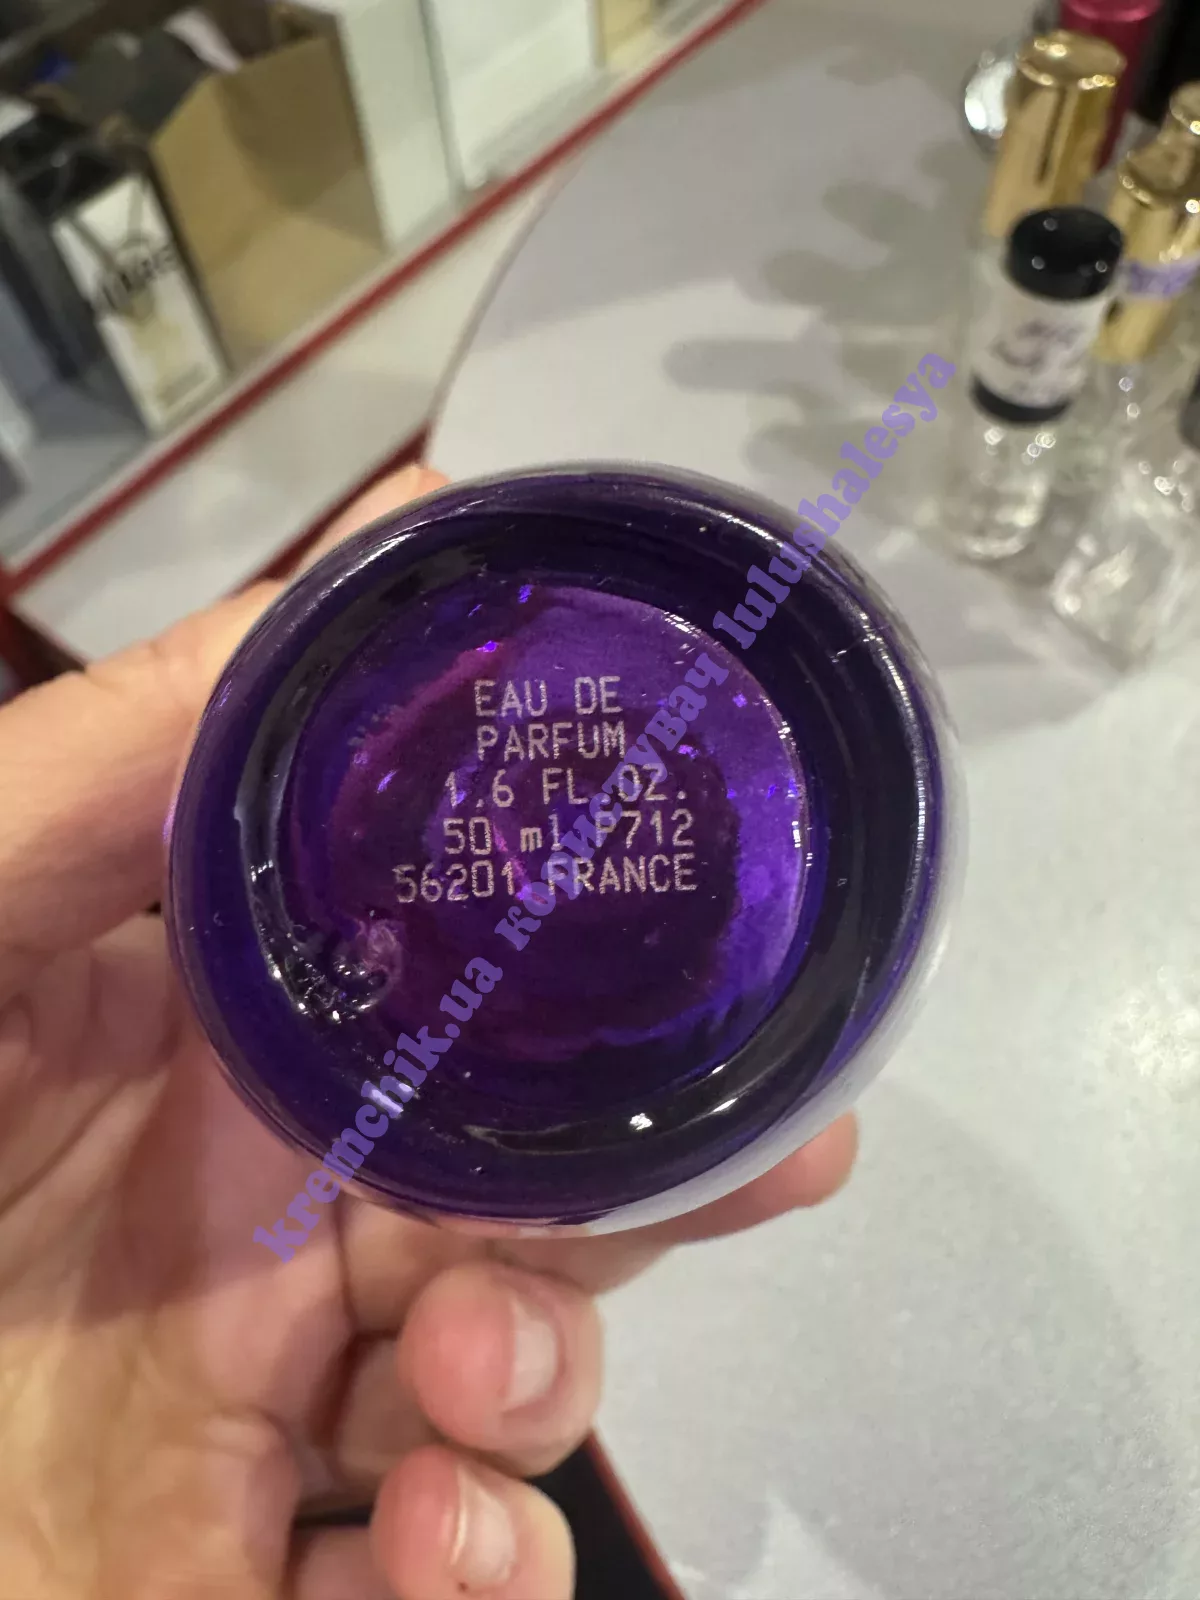 EAU DE
PARFUM
1.6 FL.OZ.
50 ml P712
56201 FRANCE
kremchik.ua користувач lulushalesya